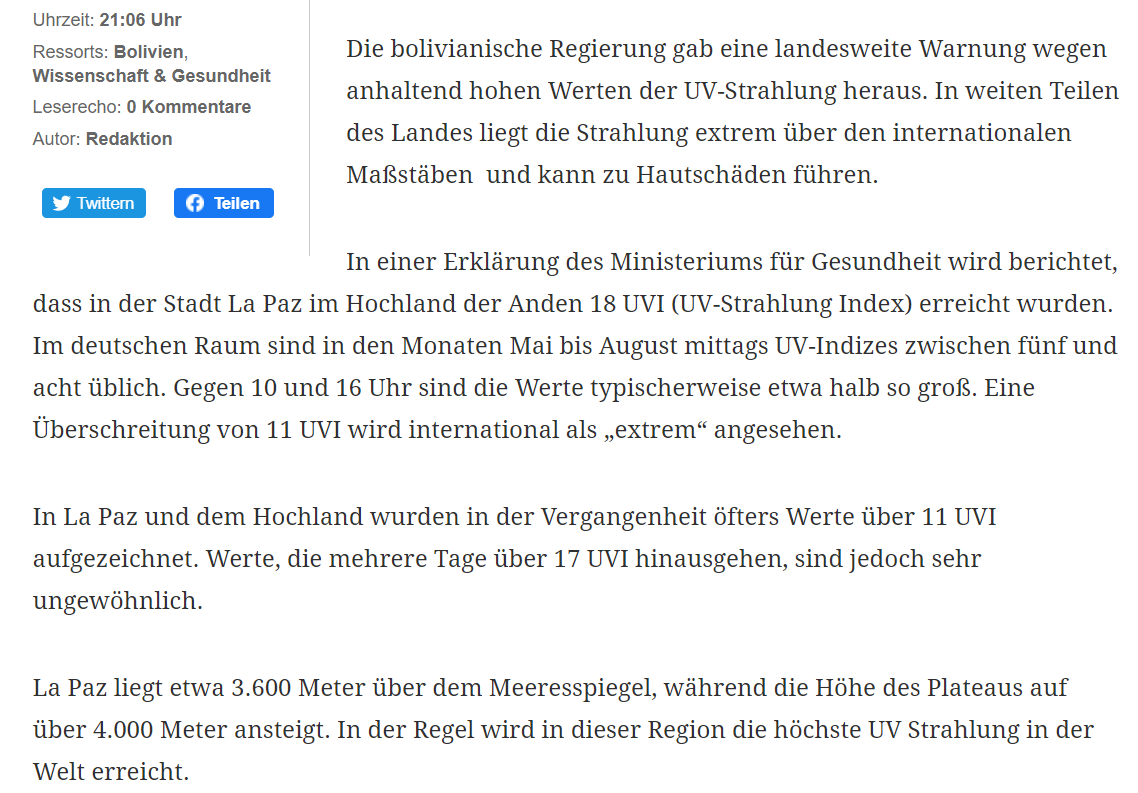 Uhrzeit: 21:06 Uhr
Ressorts: Bolivien,
Wissenschaft & Gesundheit
Leserecho: 0 Kommentare
Autor: Redaktion
Twittern
Teilen
Die bolivianische Regierung gab eine landesweite Warnung wegen
anhaltend hohen Werten der UV-Strahlung heraus. In weiten Teilen
des Landes liegt die Strahlung extrem über den internationalen
Maßstäben  und kann zu Hautschäden führen.
In einer Erklärung des Ministeriums für Gesundheit wird berichtet,
dass in der Stadt La Paz im Hochland der Anden 18 UVI (UV-Strahlung Index) erreicht wurden.
Im deutschen Raum sind in den Monaten Mai bis August mittags UV-Indizes zwischen fünf und
acht üblich. Gegen 10 und 16 Uhr sind die Werte typischerweise etwa halb so groß. Eine
Überschreitung von 11 UVI wird international als „extrem“ angesehen.
In La Paz und dem Hochland wurden in der Vergangenheit öfters Werte über 11 UVI
aufgezeichnet. Werte, die mehrere Tage über 17 UVI hinausgehen, sind jedoch sehr
ungewöhnlich.
La Paz liegt etwa 3.600 Meter über dem Meeresspiegel, während die Höhe des Plateaus auf
über 4.000 Meter ansteigt. In der Regel wird in dieser Region die höchste UV Strahlung in der
Welt erreicht.